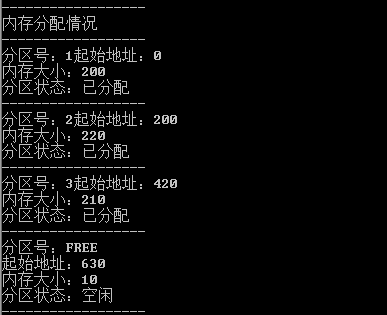 ------------------
内存分配情况
------------------
分区号：1起始地址：0
内存大小：200
分区状态：已分配
------------------
分区号：2起始地址：200
内存大小：220
分区状态：已分配
------------------
分区号：3起始地址：420
内存大小：210
分区状态：已分配
------------------
分区号：FREE
起始地址：630
内存大小：10
分区状态：空闲
------------------